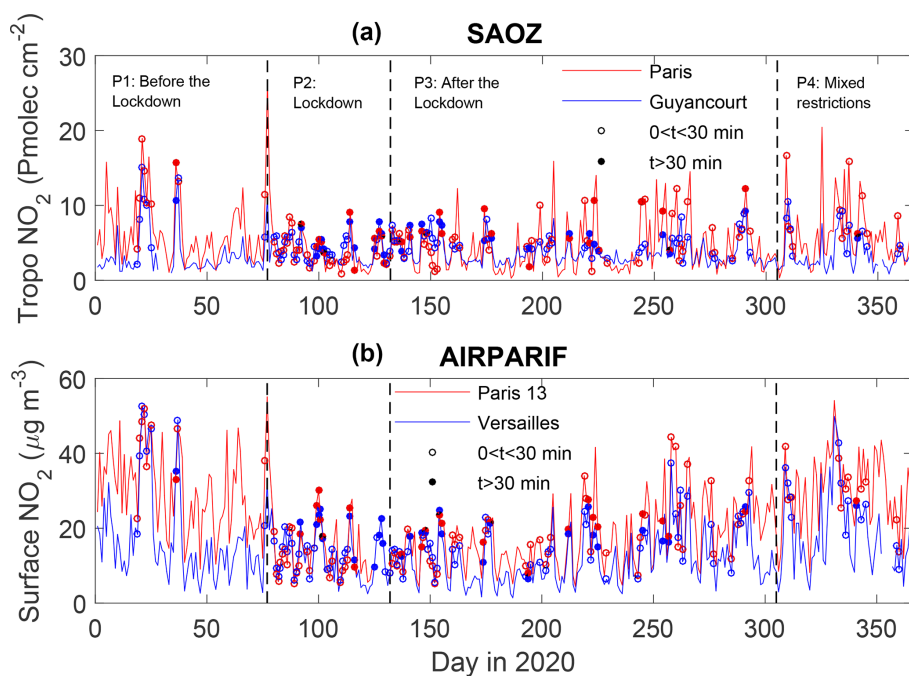 (a) SAOZ
30
20
10
0
Tropo NO2 (Pmolec cm-2)
P1: Before the
Lockdown
P2:
Lockdown
P3: After the
Lockdown
P4: Mixed
restrictions
Paris
Guyancourt
0<t<30 min
t>30 min
0 50 100 150 200 250 300 350
(b) AIRPARIF
60
40
20
0
Surface NO2 (μg m-3)
Paris 13
Versailles
0<t<30 min
t>30 min
0 50 100 150 200 250 300 350
Day in 2020